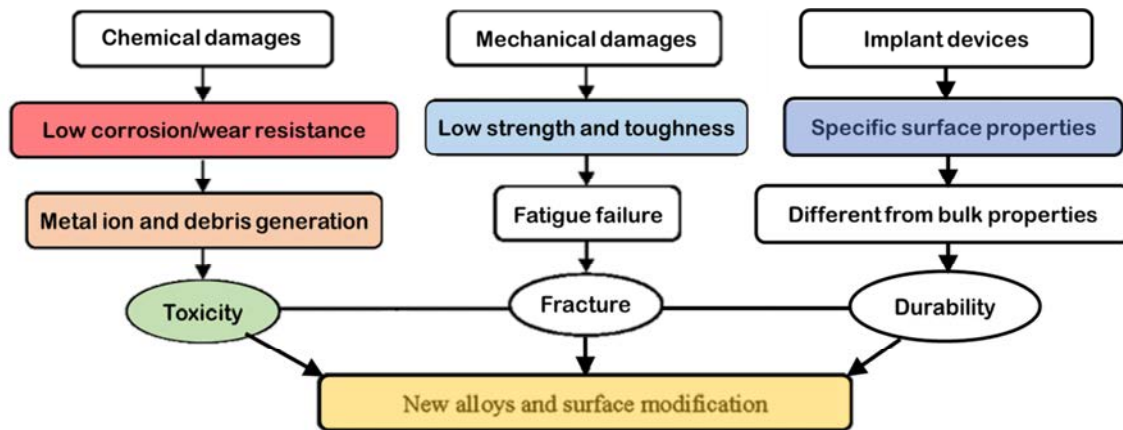 Chemical damages
Mechanical damages
Implant devices
Low corrosion/wear resistance
Low strength and toughness
Specific surface properties
Metal ion and debris generation
Fatigue failure
Different from bulk properties
Toxicity
Fracture
Durability
New alloys and surface modification